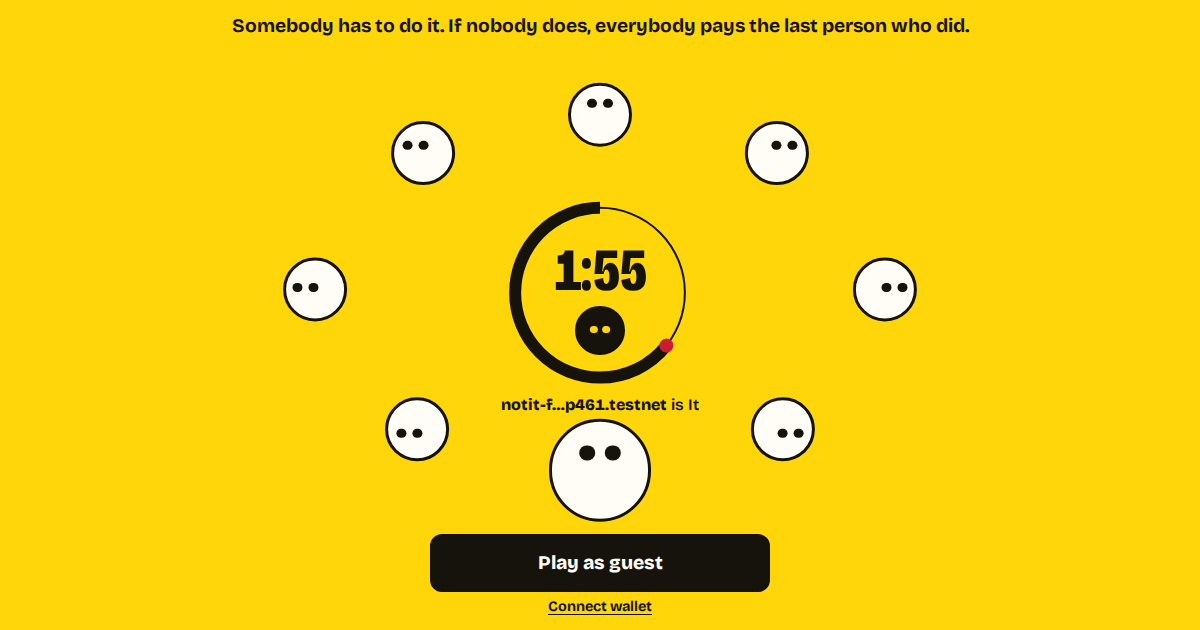 Somebody has to do it. If nobody does, everybody pays the last person who did.
1:55
notit-f...p461.testnet is It
Play as guest
Connect wallet